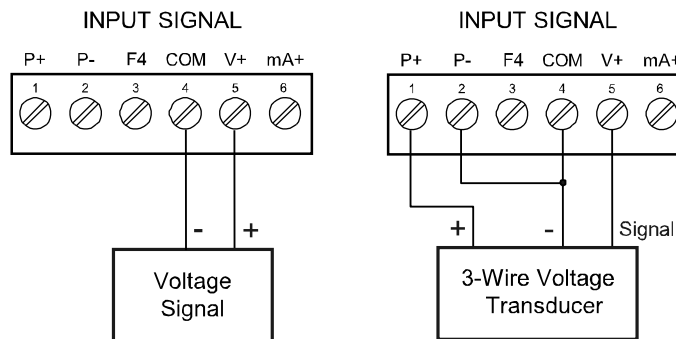 INPUT SIGNAL
P+ P- F4 COM V+ mA+
1 2 3 4 5 6
- +
Voltage
Signal
INPUT SIGNAL
P+ P- F4 COM V+ mA+
1 2 3 4 5 6
+ - Signal
3-Wire Voltage
Transducer